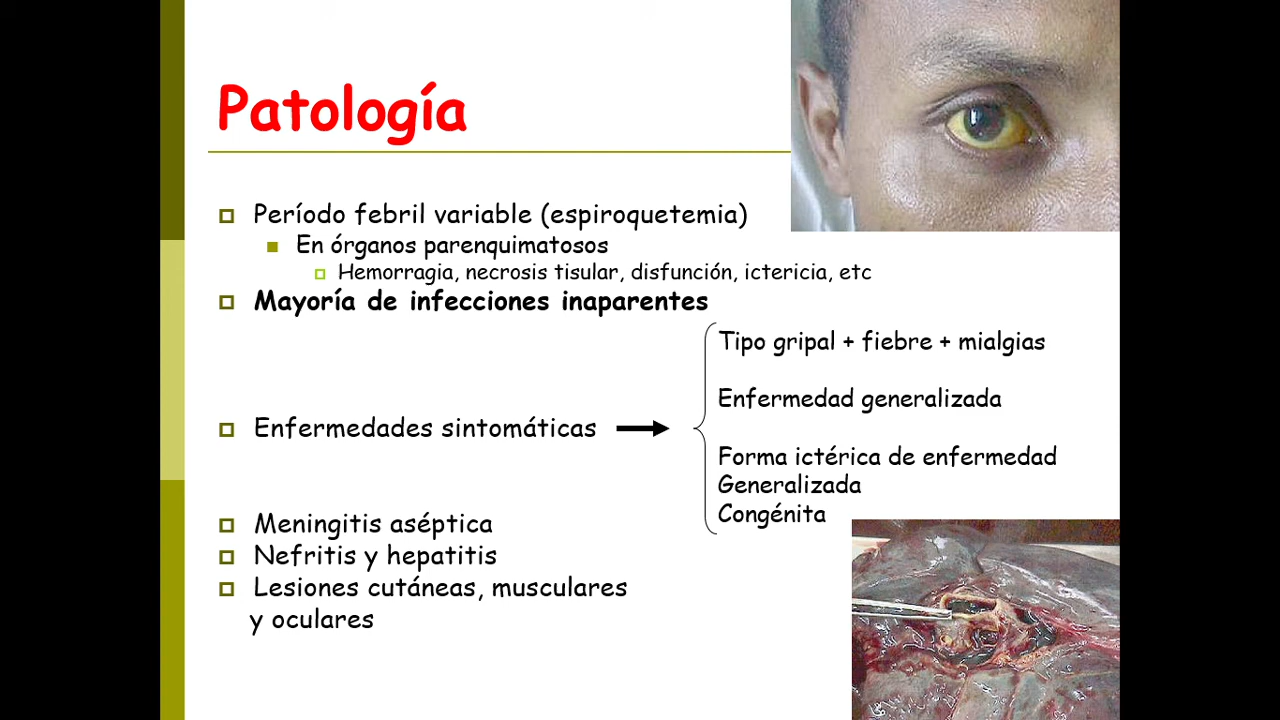 Patología
Período febril variable (espiroquetemia)
En órganos parenquimatosos
Hemorragia, necrosis tisular, disfunción, ictericia, etc
Mayoría de infecciones inaparentes
Enfermedades sintomáticas
Tipo gripal + fiebre + mialgias
Enfermedad generalizada
Forma ictérica de enfermedad
Generalizada
Congénita
Meningitis aséptica
Nefritis y hepatitis
Lesiones cutáneas, musculares
y oculares